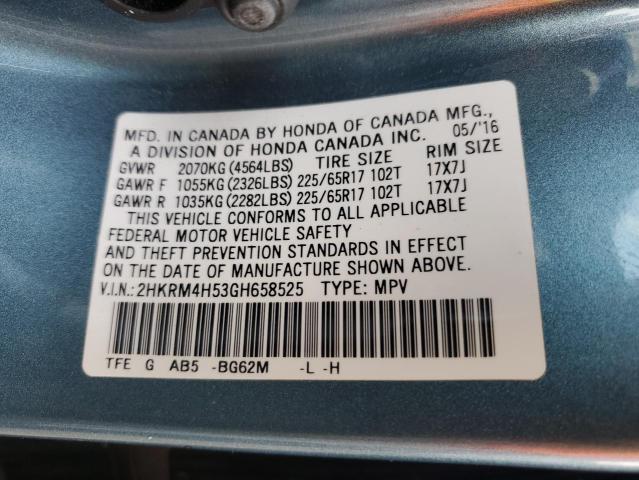 MFD. IN CANADA BY HONDA OF CANADA MFG.,
A DIVISION OF HONDA CANADA INC. 05/'16
GVWR 2070KG(4564LBS) TIRE SIZE RIM SIZE
GAWR F 1055KG(2326LBS) 225/65R17 102T 17X7J
GAWR R 1035KG(2282LBS) 225/65R17 102T 17X7J
THIS VEHICLE CONFORMS TO ALL APPLICABLE
FEDERAL MOTOR VEHICLE SAFETY
AND THEFT PREVENTION STANDARDS IN EFFECT
ON THE DATE OF MANUFACTURE SHOWN ABOVE.
V.I.N.:2HKRM4H53GH658525 TYPE: MPV
TFE G AB5 -BG62M -L -H